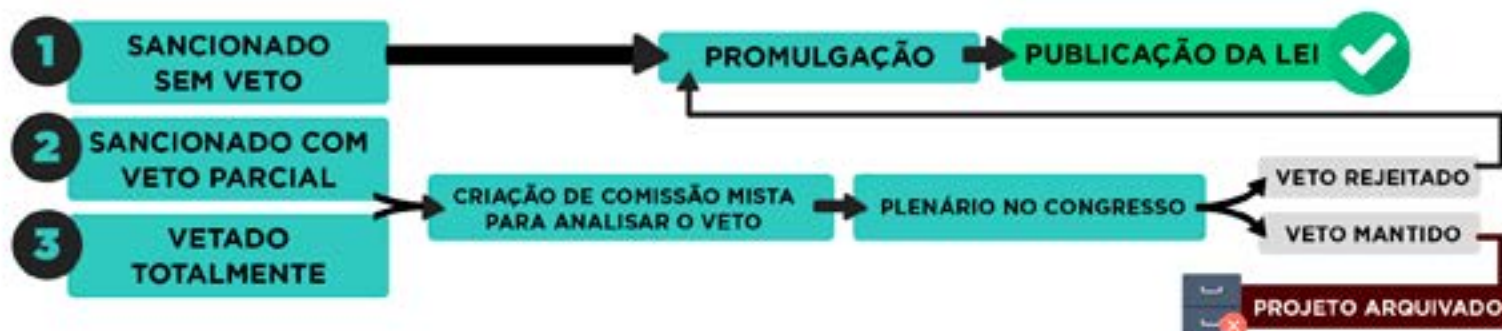 1
SANCIONADO
SEM VETO
PROMULGAÇÃO
PUBLICAÇÃO DA LEI
2
SANCIONADO COM
VETO PARCIAL
3
VETADO
TOTALMENTE
CRIAÇÃO DE COMISSÃO MISTA
PARA ANALISAR O VETO
PLENÁRIO NO CONGRESSO
VETO REJEITADO
VETO MANTIDO
PROJETO ARQUIVADO